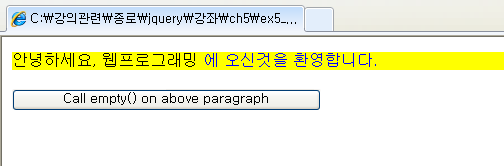 C:\강의관련\종로\jquery\강좌\ch5\ex5_...
안녕하세요, 웹프로그래밍 에 오신것을 환영합니다.
Call empty() on above paragraph